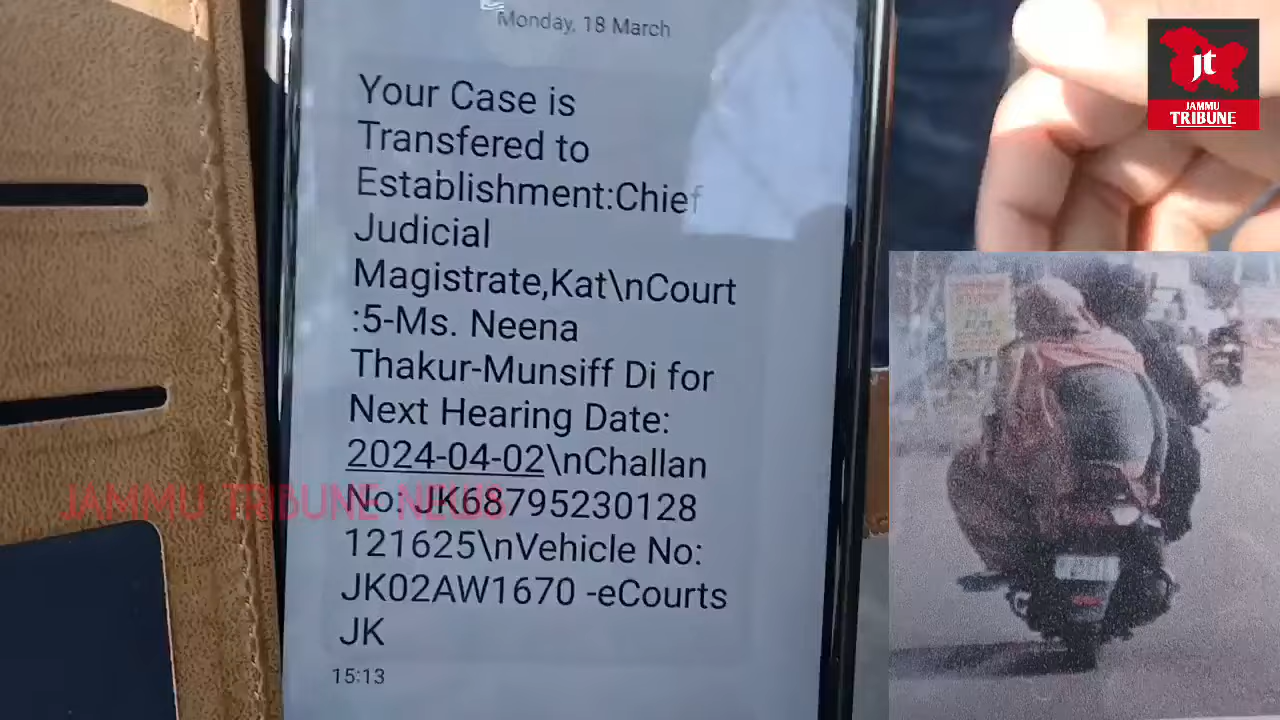 Monday, 18 March
Your Case is
Transfered to
Establishment:Chief
Judicial
Magistrate,Kat\nCourt
:5-Ms. Neena
Thakur-Munsiff Di for
Next Hearing Date:
2024-04-02\nChallan
No: JK68795230128
121625\nVehicle No:
JK02AW1670 -eCourts
JK
15:13
JAMMU TRIBUNE NEWS
jt
JAMMU
TRIBUNE